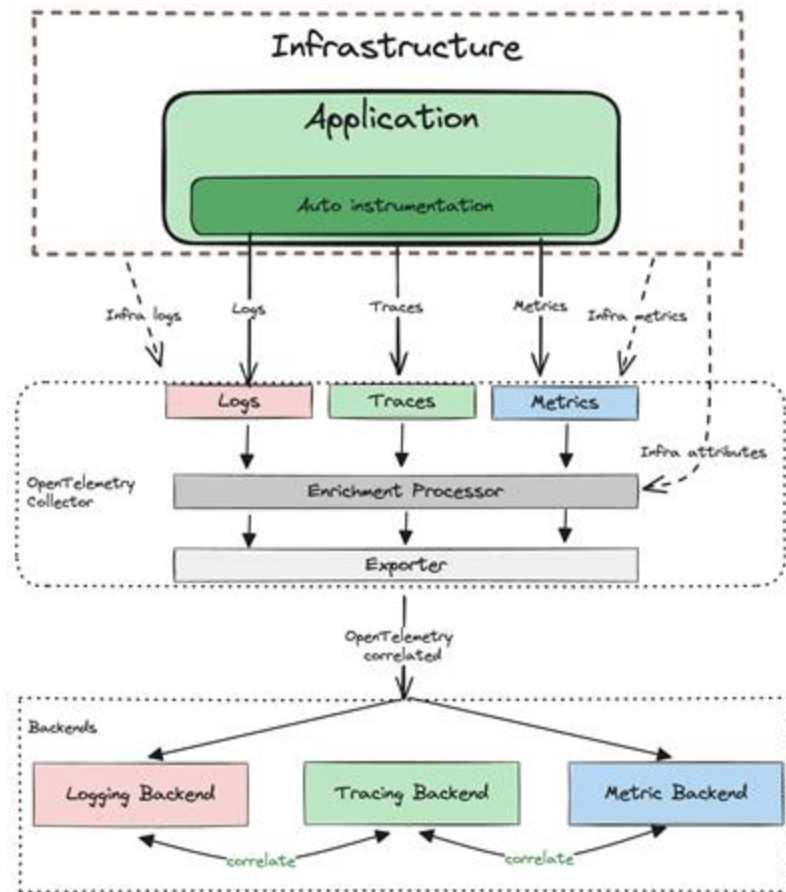 Infrastructure
Application
Auto instrumentation
Infra logs
Logs
Traces
Metrics
Infra metrics
Logs
Traces
Metrics
Infra attributes
OpenTelemetry
Collector
Enrichment Processor
Exporter
OpenTelemetry
correlated
Backends
Logging Backend
Tracing Backend
Metric Backend
correlate
correlate